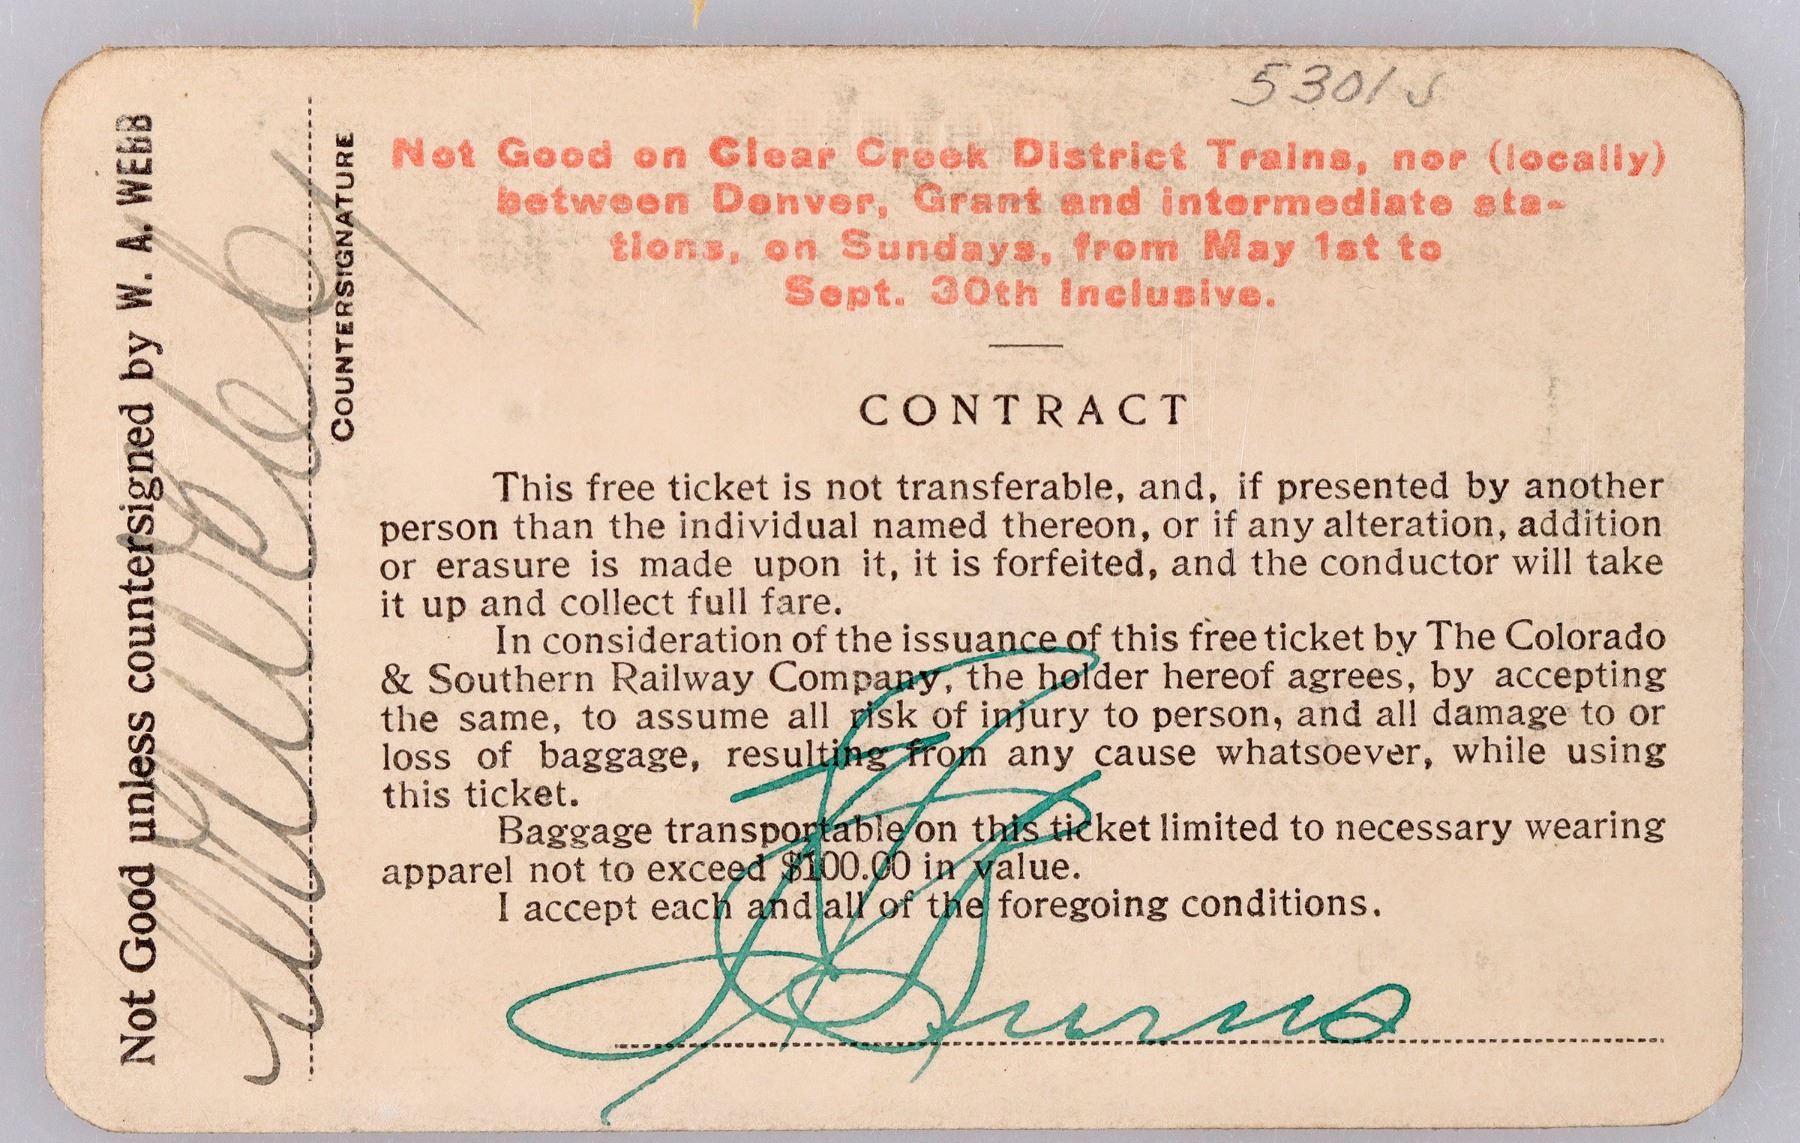 5301
Not Good on Clear Creek District Trains, nor (locally)
between Denver, Grant and intermediate sta-
tions, on Sundays, from May 1st to
Sept. 30th inclusive.
CONTRACT
This free ticket is not transferable, and, if presented by another
person than the individual named thereon, or if any alteration, addition
or erasure is made upon it, it is forfeited, and the conductor will take
it up and collect full fare.
In consideration of the issuance of this free ticket by The Colorado
& Southern Railway Company, the holder hereof agrees, by accepting
the same, to assume all risk of injury to person, and all damage to or
loss of baggage, resulting from any cause whatsoever, while using
this ticket.
Baggage transportable on this ticket limited to necessary wearing
apparel not to exceed $100.00 in value.
I accept each and all of the foregoing conditions.
Burns
Not Good unless countersigned by W. A. WEBB
COUNTERSIGNATURE